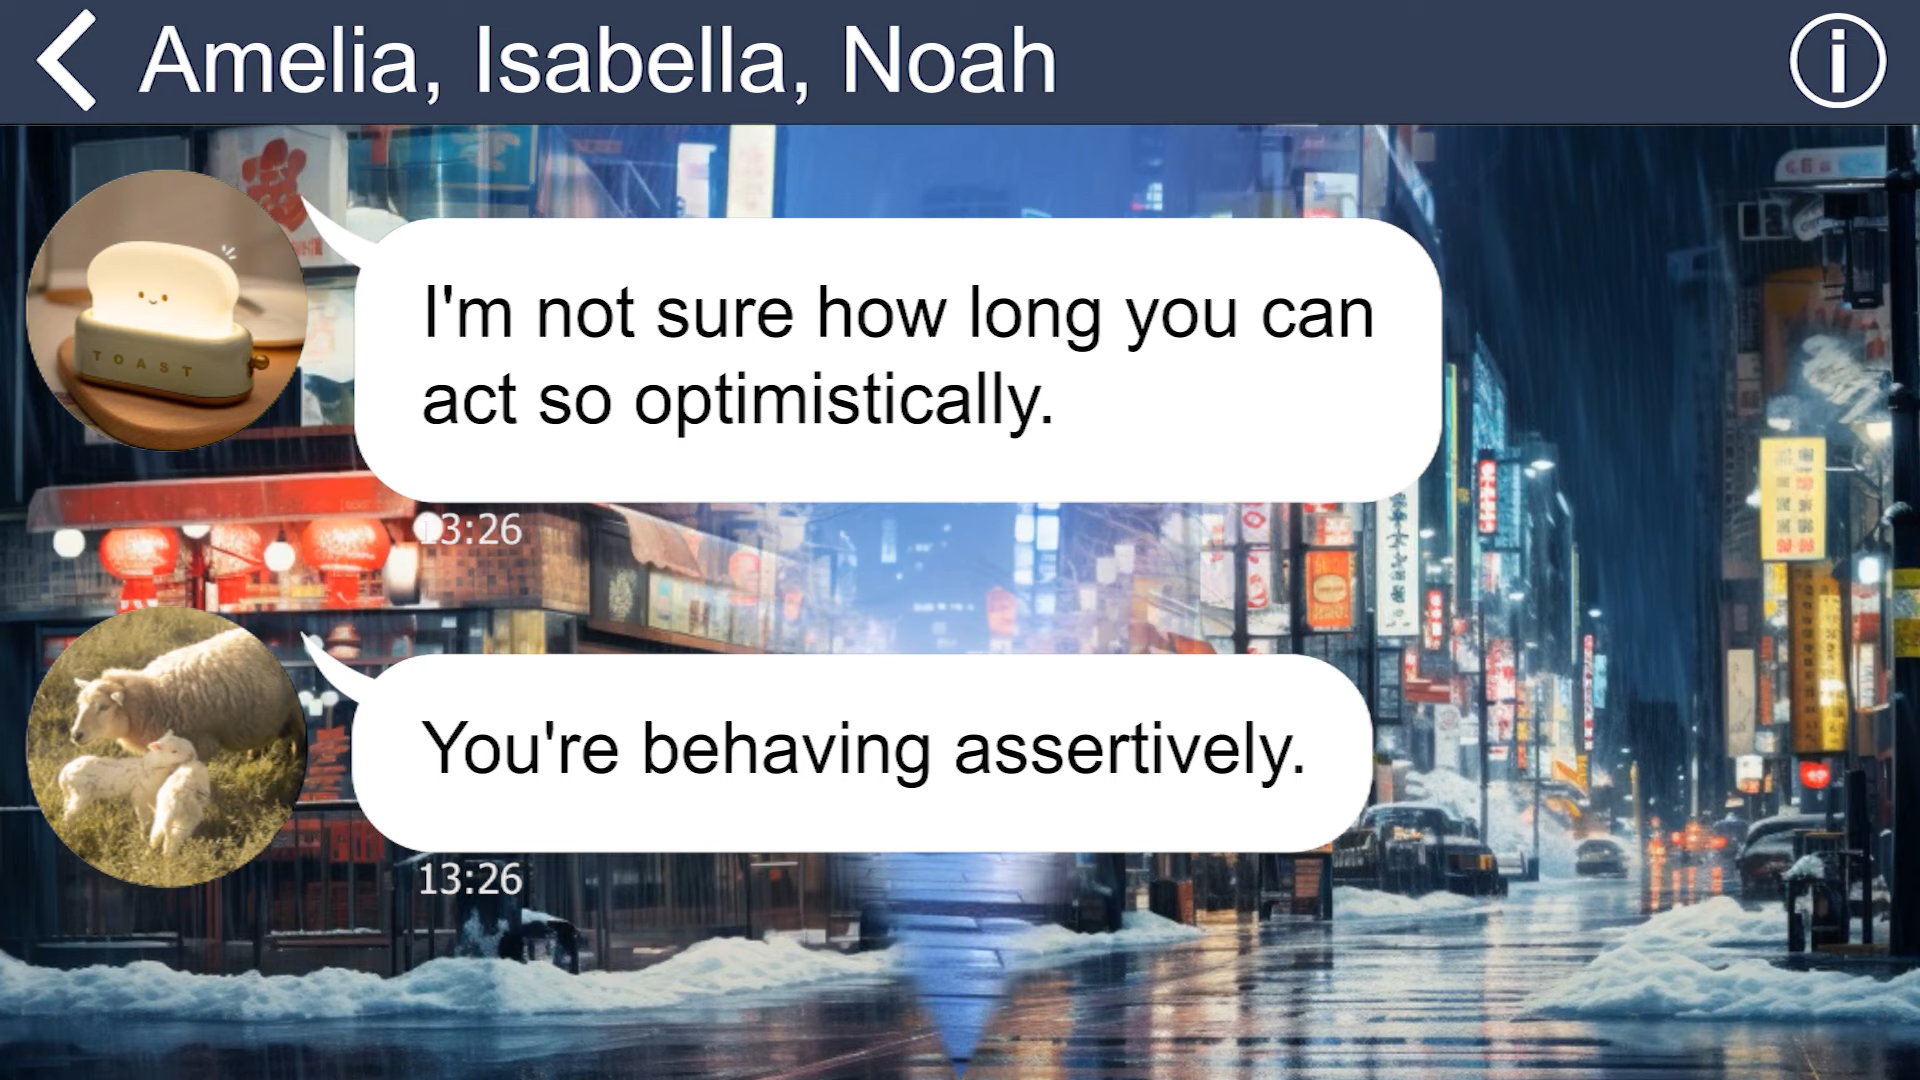 Amelia, Isabella, Noah
TOAST
I'm not sure how long you can
act so optimistically.
13:26
You're behaving assertively.
13:26